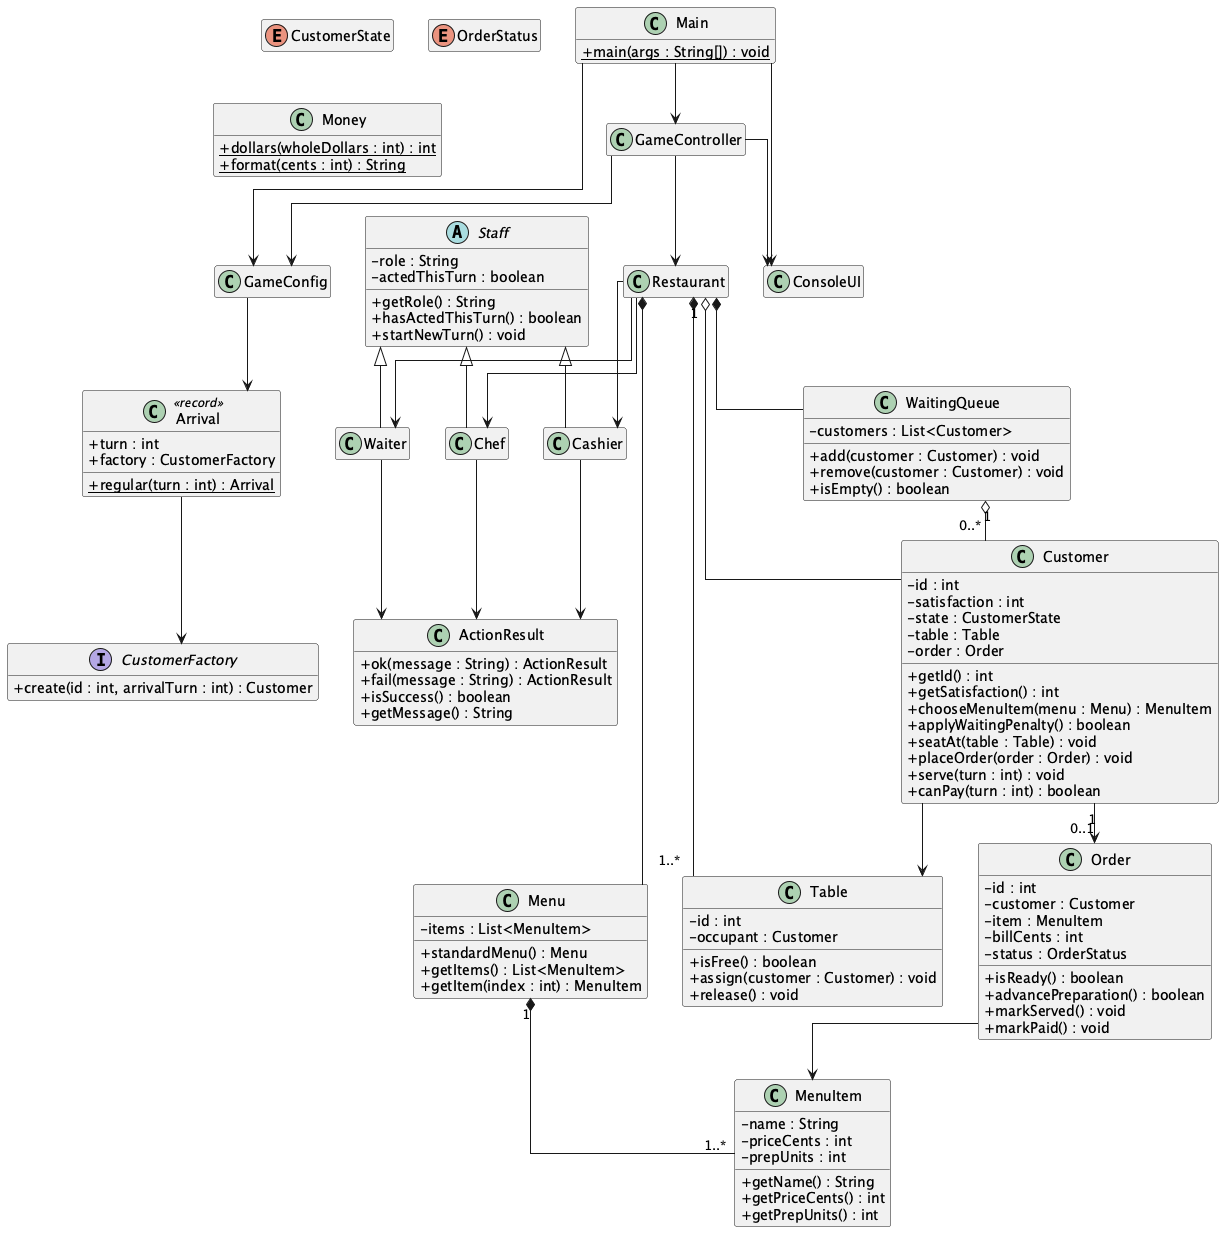 E CustomerState
E OrderStatus
C Main
+main(args : String[]) : void
C Money
+dollars(wholeDollars : int) : int
+format(cents : int) : String
C GameController
A Staff
-role : String
-actedThisTurn : boolean
+getRole() : String
+hasActedThisTurn() : boolean
+startNewTurn() : void
C GameConfig
C Restaurant
C ConsoleUI
1
«record»
C Arrival
+turn : int
+factory : CustomerFactory
+regular(turn : int) : Arrival
C Waiter
C Chef
C Cashier
C WaitingQueue
-customers : List<Customer>
+add(customer : Customer) : void
+remove(customer : Customer) : void
+isEmpty() : boolean
1
0..*
C Customer
-id : int
-satisfaction : int
-state : CustomerState
-table : Table
-order : Order
+getId() : int
+getSatisfaction() : int
+chooseMenuItem(menu : Menu) : MenuItem
+applyWaitingPenalty() : boolean
+seatAt(table : Table) : void
+placeOrder(order : Order) : void
+serve(turn : int) : void
+canPay(turn : int) : boolean
I CustomerFactory
+create(id : int, arrivalTurn : int) : Customer
C ActionResult
+ok(message : String) : ActionResult
+fail(message : String) : ActionResult
+isSuccess() : boolean
+getMessage() : String
1
0..1
1..*
C Menu
-items : List<MenuItem>
+standardMenu() : Menu
+getItems() : List<MenuItem>
+getItem(index : int) : MenuItem
1
C Table
-id : int
-occupant : Customer
+isFree() : boolean
+assign(customer : Customer) : void
+release() : void
C Order
-id : int
-customer : Customer
-item : MenuItem
-billCents : int
-status : OrderStatus
+isReady() : boolean
+advancePreparation() : boolean
+markServed() : void
+markPaid() : void
1..*
C MenuItem
-name : String
-priceCents : int
-prepUnits : int
+getName() : String
+getPriceCents() : int
+getPrepUnits() : int